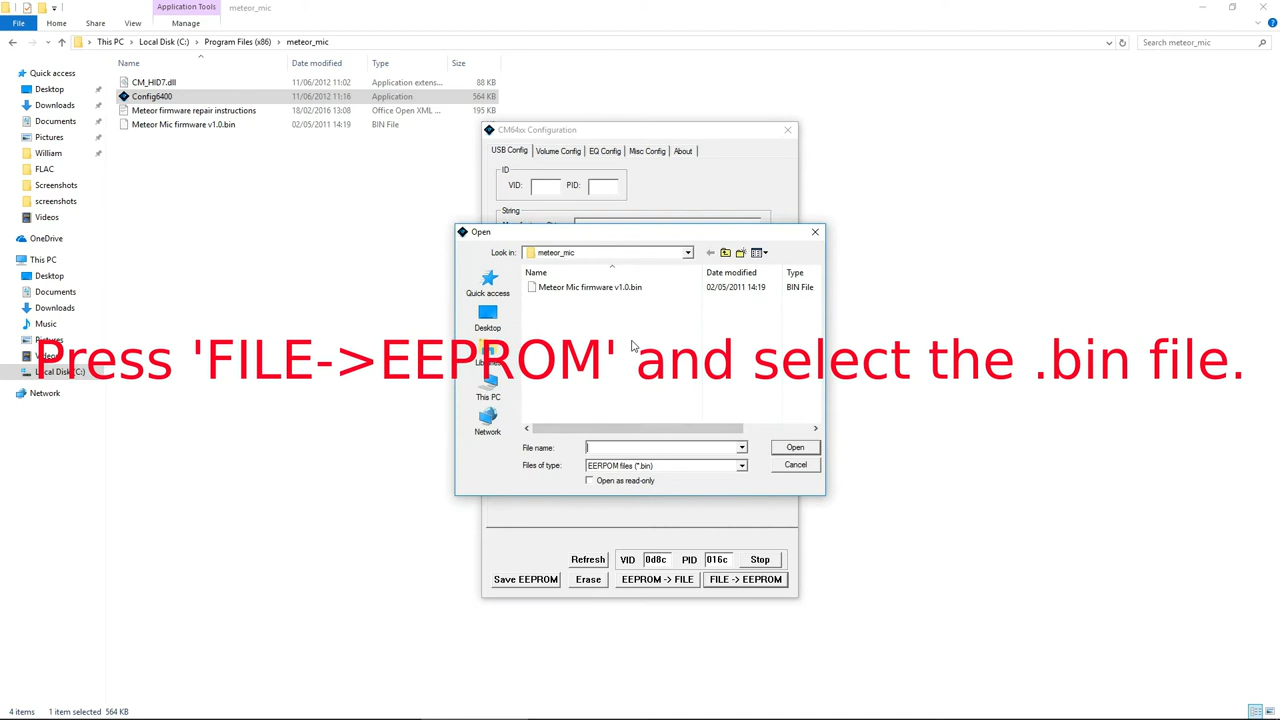 Application Tools
meteor_mic
File
Home
Share
View
Manage
This PC
Local Disk (C:)
Program Files (x86)
meteor_mic
Search meteor_mic
Name
Date modified
Type
Size
CM_HID7.dll
11/06/2012 11:02
Application extens...
88 KB
Config6400
11/06/2012 11:16
Application
564 KB
Meteor firmware repair instructions
18/02/2016 13:08
Office Open XML ...
195 KB
Meteor Mic firmware v1.0.bin
02/05/2011 14:19
BIN File
Quick access
Desktop
Downloads
Documents
Pictures
William
FLAC
Screenshots
screenshots
Videos
OneDrive
This PC
Desktop
Documents
Downloads
Music
Pictures
Videos
Local Disk (C:)
Network
CM64xx Configuration
USB Config
Volume Config
EQ Config
Misc Config
About
ID
VID:
PID:
String
Open
Look in:
meteor_mic
Name
Date modified
Type
Meteor Mic firmware v1.0.bin
02/05/2011 14:19
BIN File
Quick access
Desktop
This PC
Network
Press 'FILE->EEPROM' and select the .bin file.
File name:
Open
Files of type:
EERPOM files (*.bin)
Cancel
Open as read-only
Refresh
VID
0d8c
PID
016c
Stop
Save EEPROM
Erase
EEPROM -> FILE
FILE -> EEPROM
4 items
1 item selected 564 KB